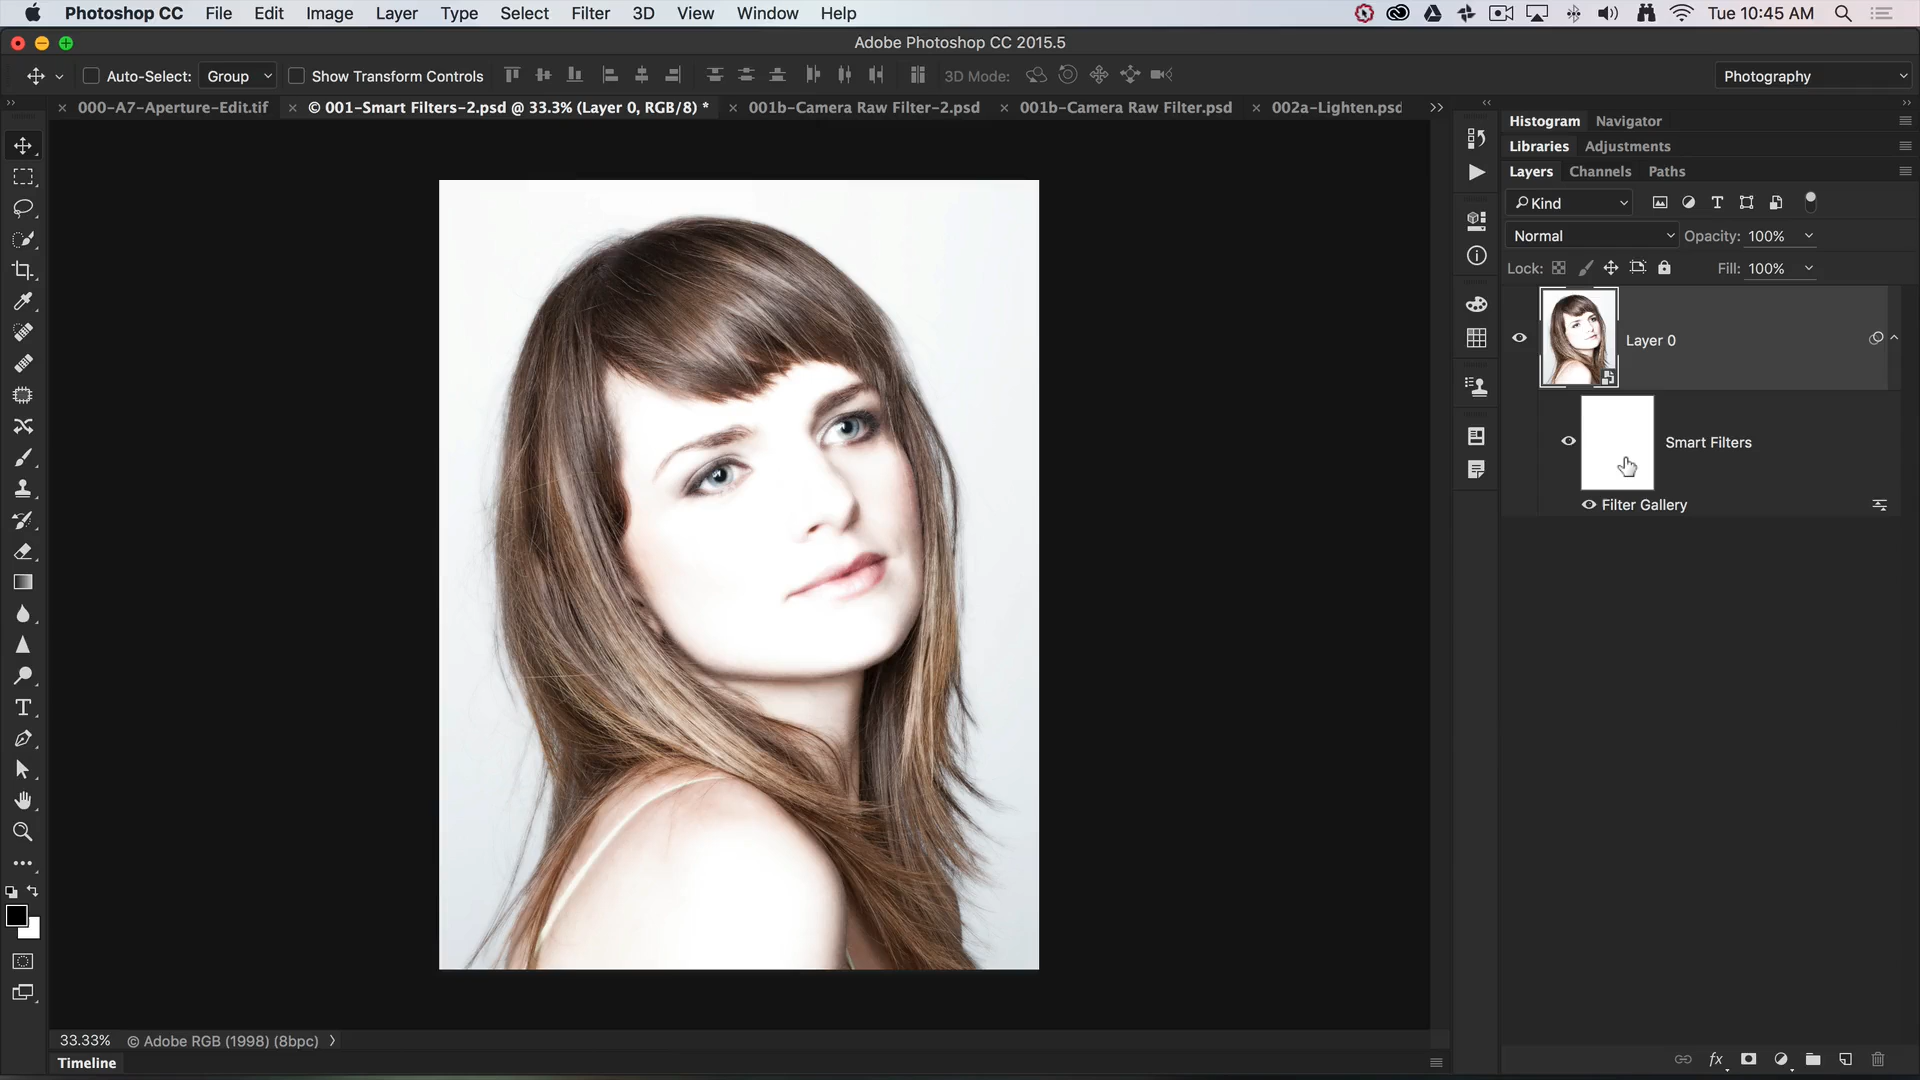 Photoshop CC File Edit Image Layer Type Select Filter 3D View Window Help Tue 10:45 AM
Adobe Photoshop CC 2015.5
Auto-Select: Group Show Transform Controls 3D Mode: Photography
000-A7-Aperture-Edit.tif © 001-Smart Filters-2.psd @ 33.3% (Layer 0, RGB/8) * 001b-Camera Raw Filter-2.psd 001b-Camera Raw Filter.psd 002a-Lighten.psd
Histogram Navigator
Libraries Adjustments
Layers Channels Paths
Kind
Normal Opacity: 100%
Lock: Fill: 100%
Layer 0
Smart Filters
Filter Gallery
33.33% © Adobe RGB (1998) (8bpc)
Timeline